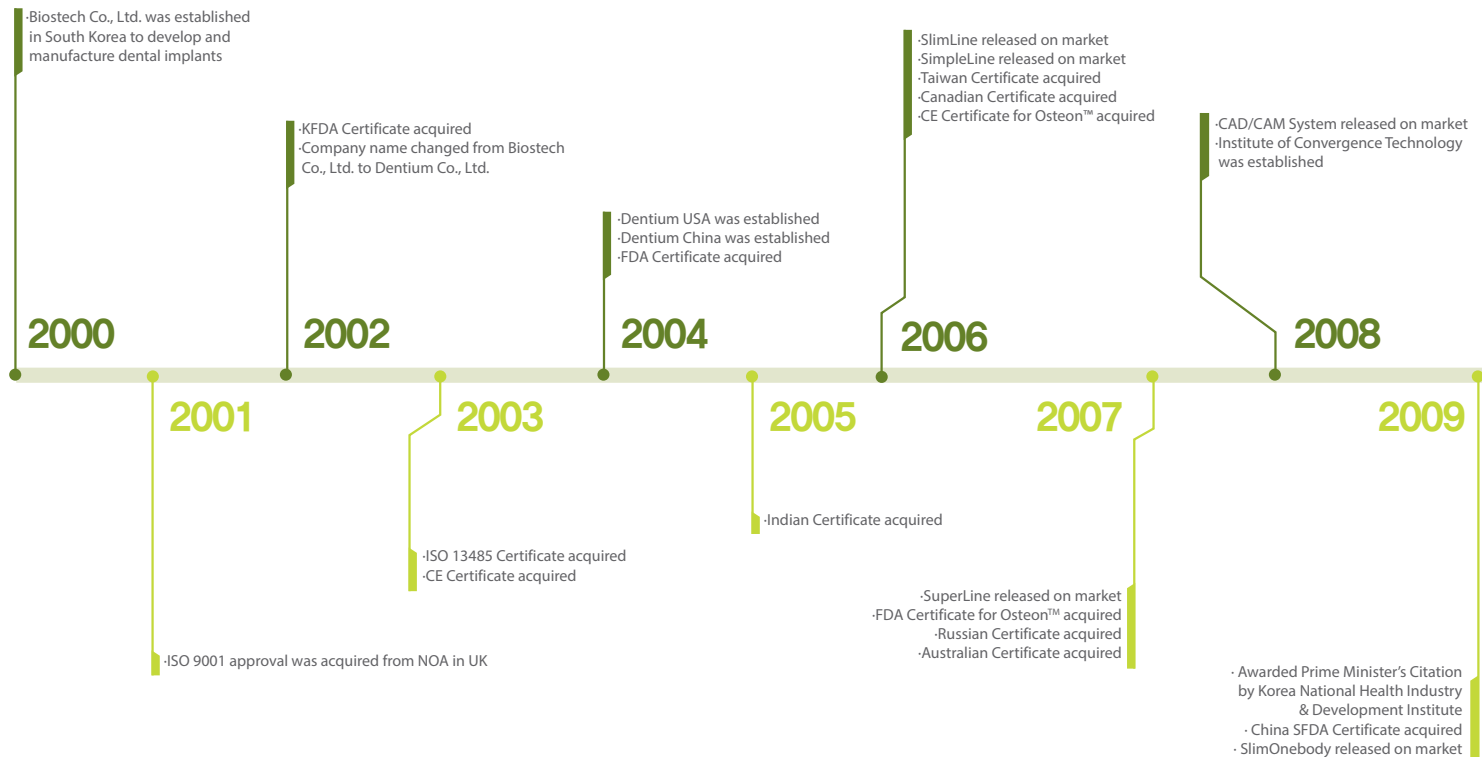 ·Biostech Co., Ltd. was established
in South Korea to develop and
manufacture dental implants
2000
·ISO 9001 approval was acquired from NOA in UK
2001
·KFDA Certificate acquired
·Company name changed from Biostech
Co., Ltd. to Dentium Co., Ltd.
2002
2003
·ISO 13485 Certificate acquired
·CE Certificate acquired
·Dentium USA was established
·Dentium China was established
·FDA Certificate acquired
2004
2005
·Indian Certificate acquired
·SlimLine released on market
·SimpleLine released on market
·Taiwan Certificate acquired
·Canadian Certificate acquired
·CE Certificate for Osteon™ acquired
2006
2007
·SuperLine released on market
·FDA Certificate for Osteon™ acquired
·Russian Certificate acquired
·Australian Certificate acquired
·CAD/CAM System released on market
·Institute of Convergence Technology
was established
2008
2009
· Awarded Prime Minister’s Citation
by Korea National Health Industry
& Development Institute
· China SFDA Certificate acquired
· SlimOnebody released on market